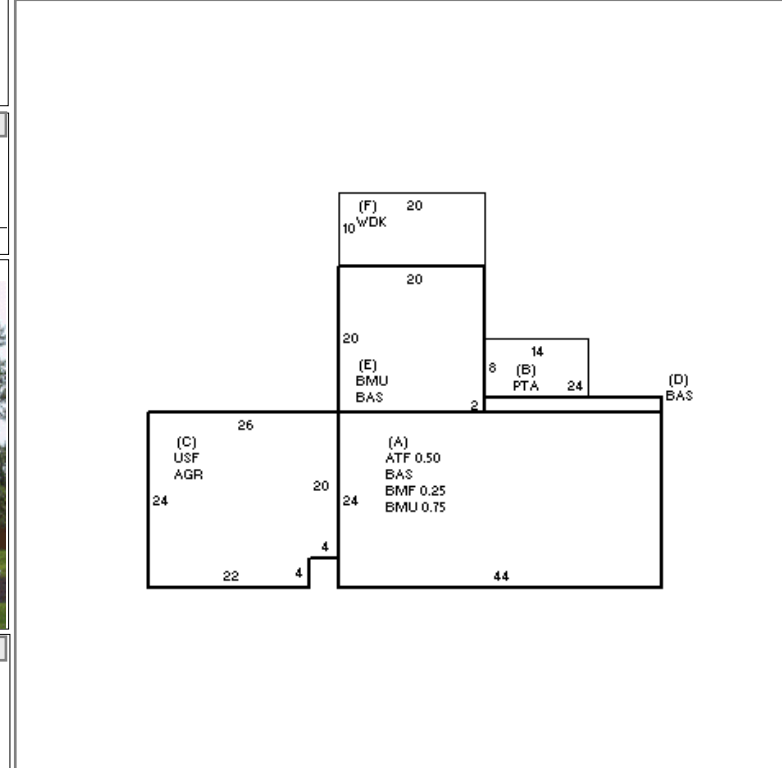 (F) 20
10 WDK
20
20
(E)
BMU
BAS
2
14
8 (B)
PTA 24
(D)
BAS
26
(C)
USF
AGR
24
20
4
4
22
(A)
ATF 0.50
BAS
BMF 0.25
BMU 0.75
24
44